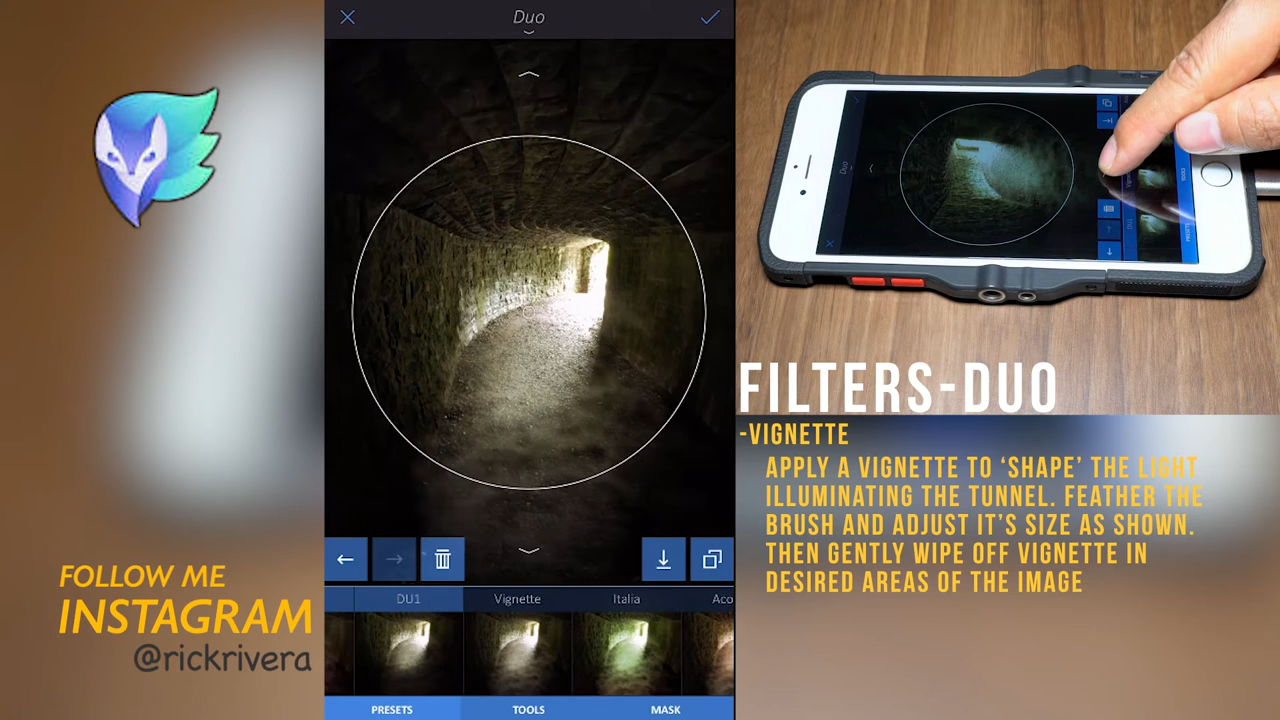 Duo
FILTERS-DUO
-VIGNETTE
APPLY A VIGNETTE TO ‘SHAPE’ THE LIGHT
ILLUMINATING THE TUNNEL. FEATHER THE
BRUSH AND ADJUST IT’S SIZE AS SHOWN.
THEN GENTLY WIPE OFF VIGNETTE IN
DESIRED AREAS OF THE IMAGE
FOLLOW ME
INSTAGRAM
@rickrivera
DU1 Vignette Italia Aco
PRESETS TOOLS MASK